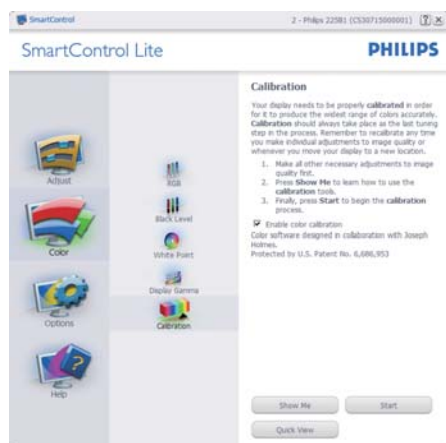 SmartControl
2 - Philips 225B1 (CS30715000001)
SmartControl Lite
PHILIPS
Adjust
Color
Options
Help
RGB
Black Level
White Point
Display Gamma
Calibration
Calibration
Your display needs to be properly calibrated in order
for it to produce the widest range of colors accurately.
Calibration should always take place as the last tuning
step in the process. Remember to recalibrate any time
you make individual adjustments to image quality or
whenever you move your display to a new location.
1. Make all other necessary adjustments to image
quality first.
2. Press Show Me to learn how to use the
calibration tools.
3. Finally, press Start to begin the calibration
process.
Enable color calibration
Color software designed in collaboration with Joseph
Holmes.
Protected by U.S. Patent No. 6,686,953
Show Me
Start
Quick View